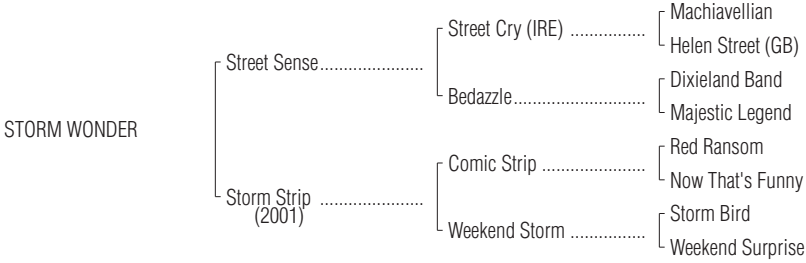 Machiavellian
Street Cry (IRE) ................
Helen Street (GB)
Street Sense......................
Dixieland Band
Bedazzle............................
Majestic Legend
STORM WONDER
Red Ransom
Comic Strip ......................
Now That's Funny
Storm Strip ......................
(2001)
Storm Bird
Weekend Storm ................
Weekend Surprise